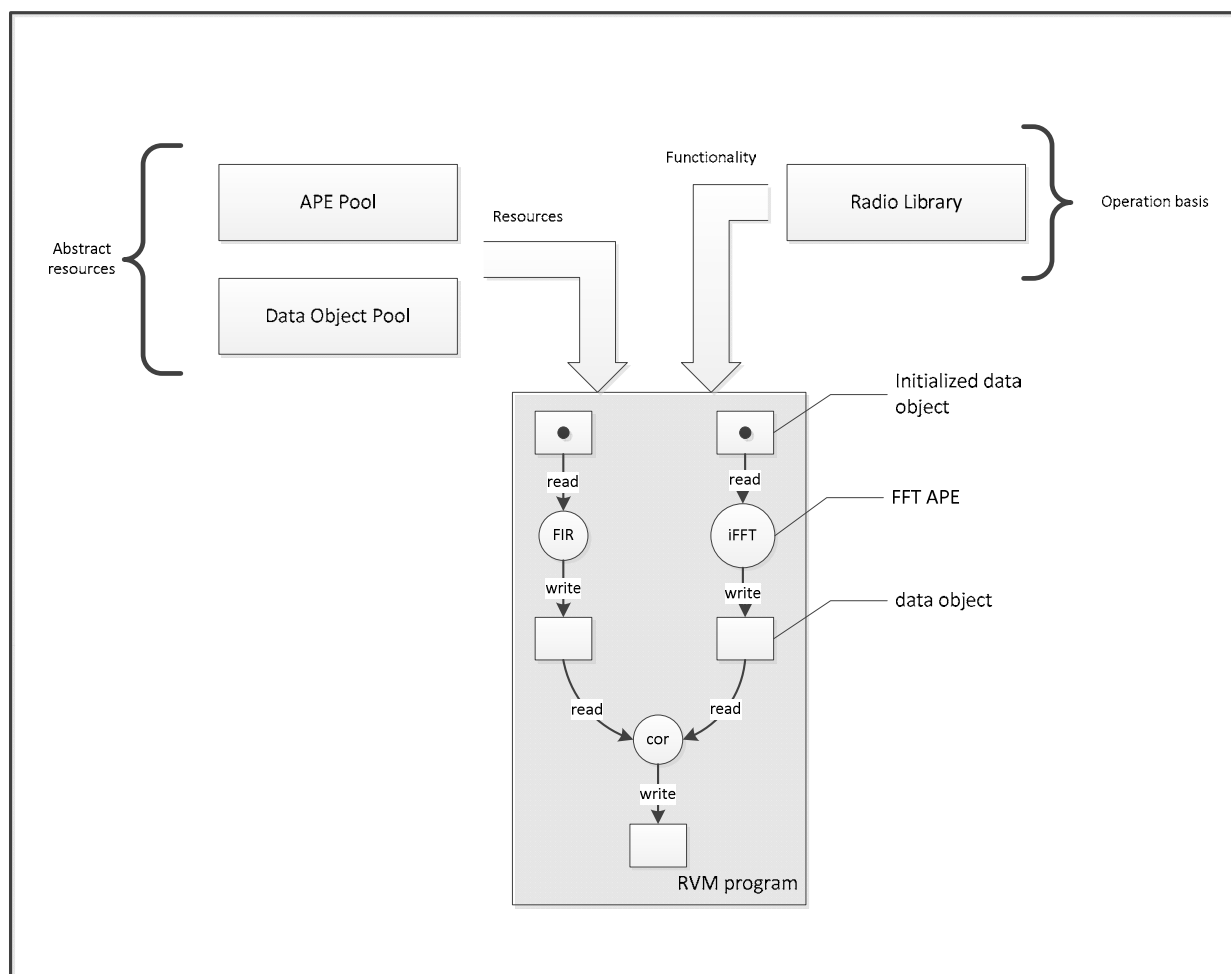 Functionality
APE Pool
Radio Library
Operation basis
Resources
Abstract
resources
Data Object Pool
Initialized data
object
read
read
FFT APE
FIR
iFFT
write
write
data object
read
read
cor
write
RVM program